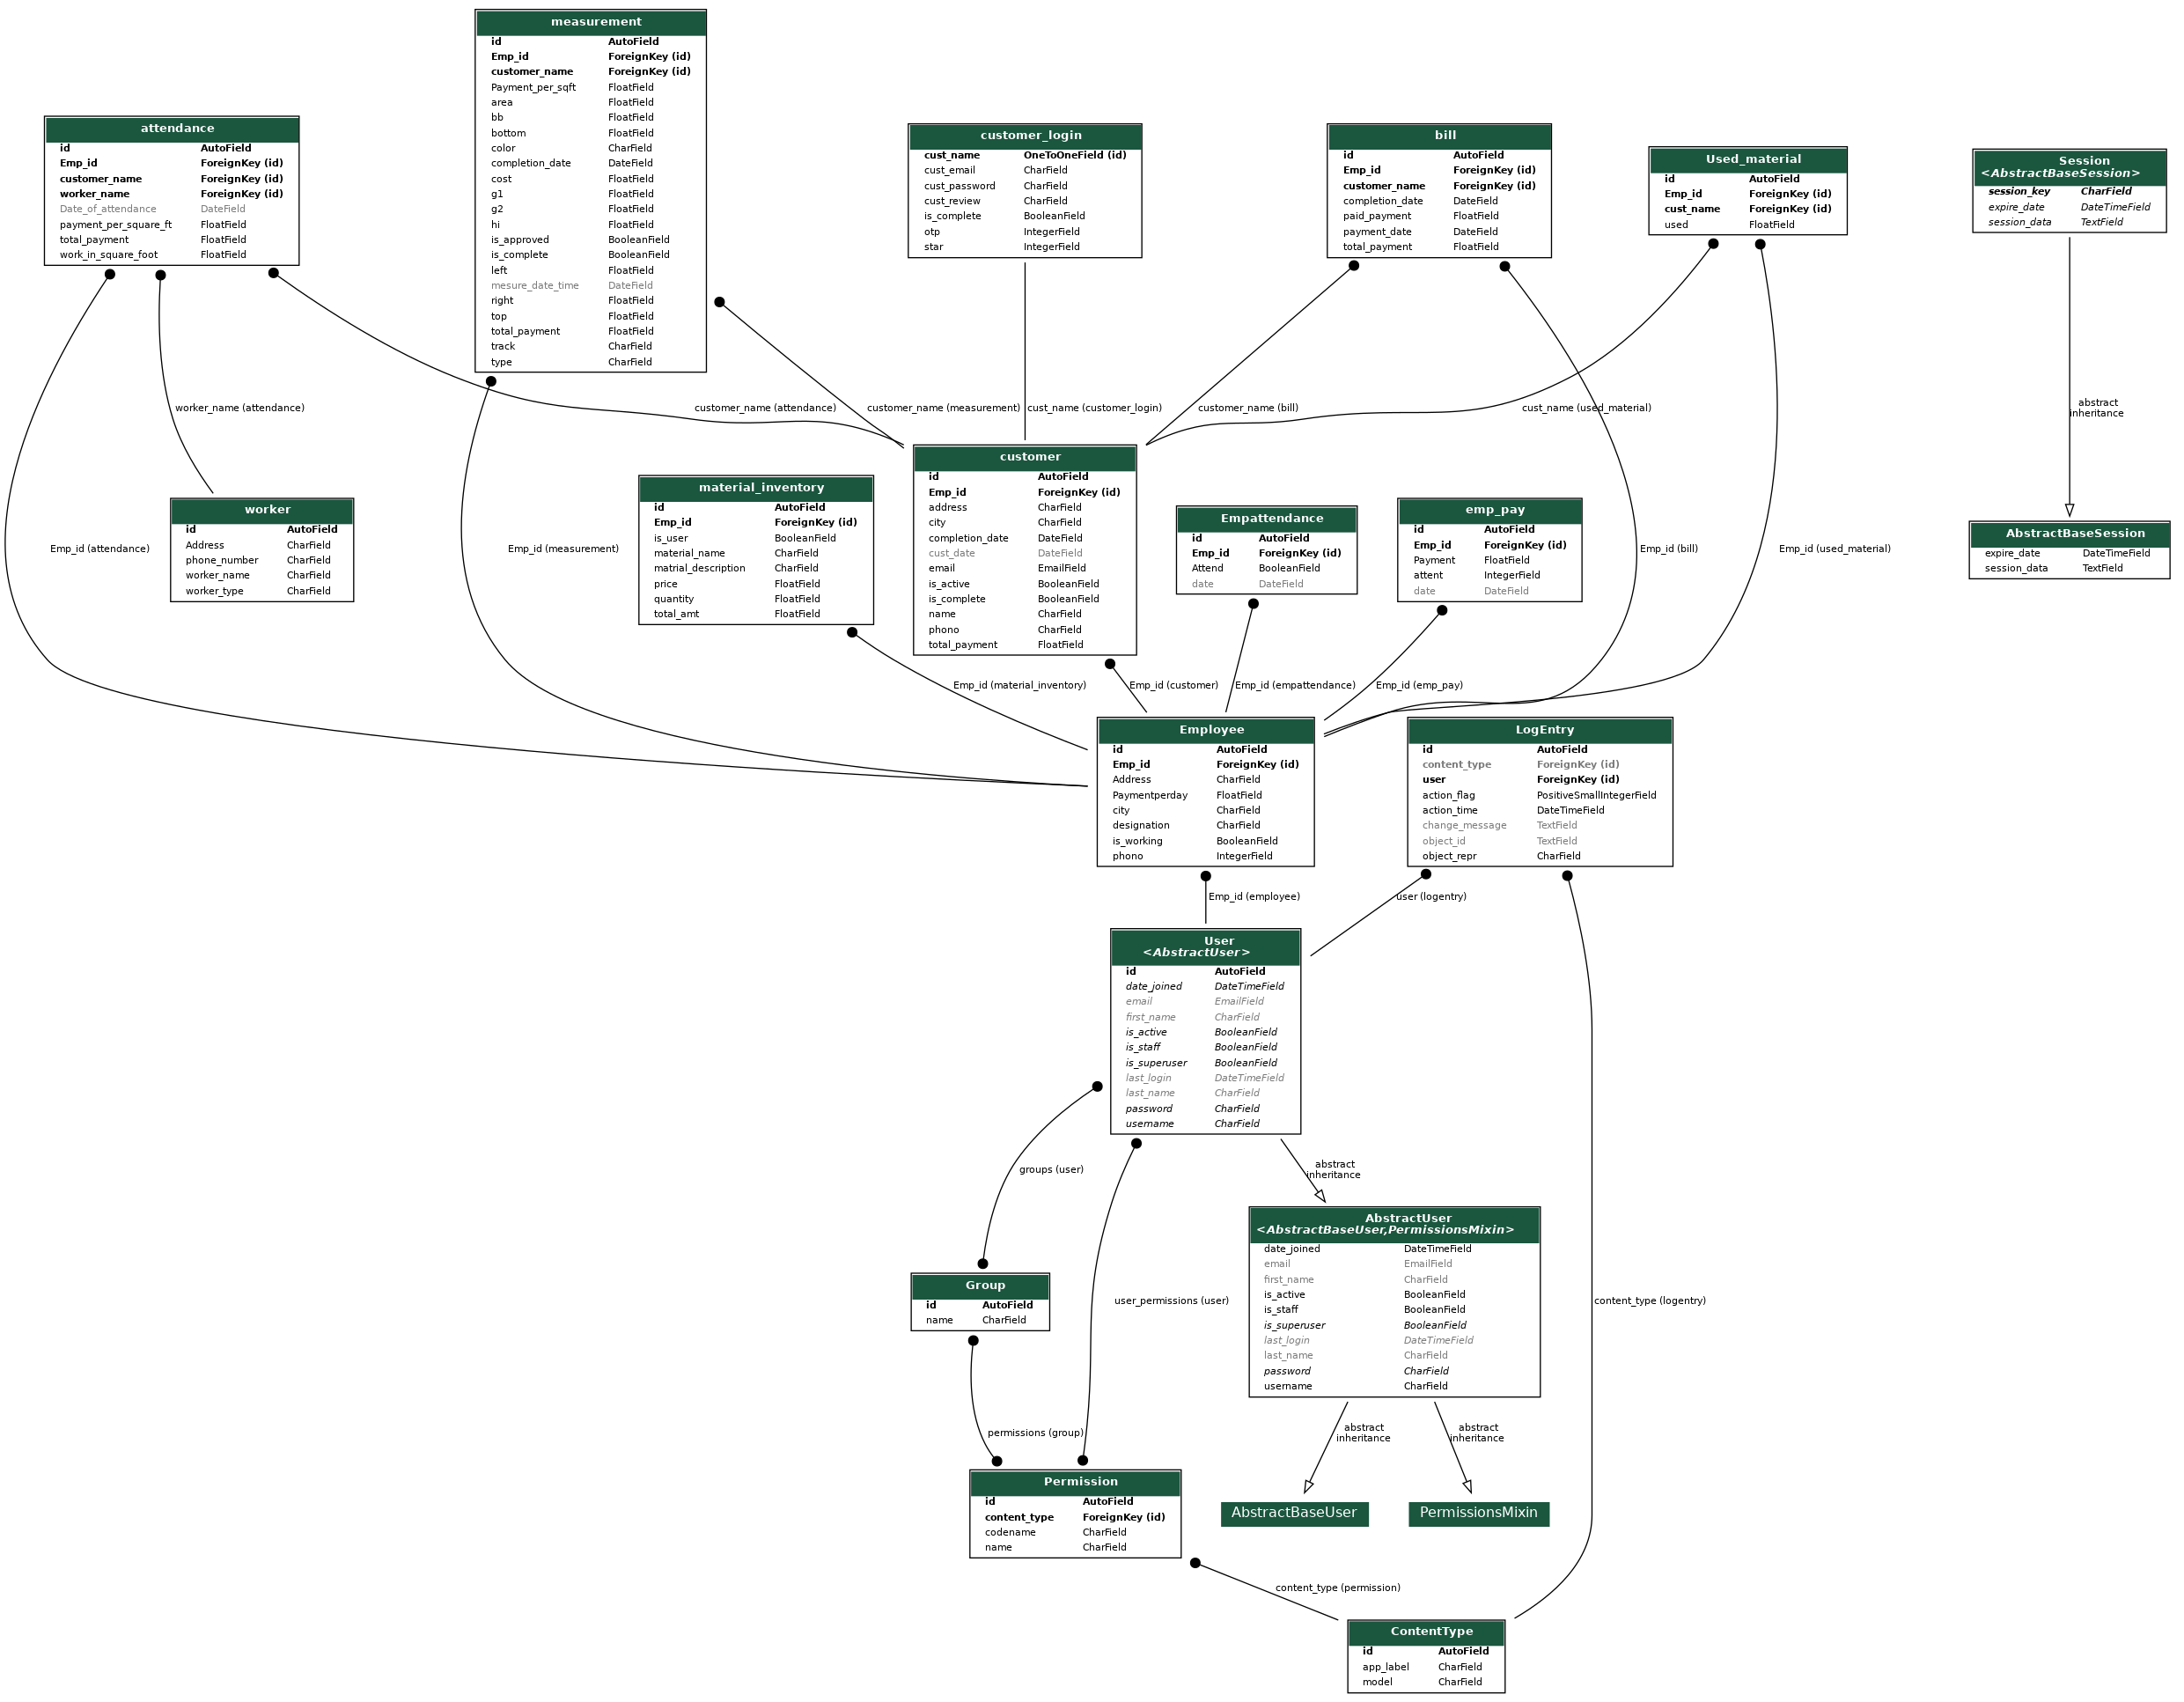 measurement
id AutoField
Emp_id ForeignKey (id)
customer_name ForeignKey (id)
Payment_per_sqft FloatField
area FloatField
bb FloatField
bottom FloatField
color CharField
completion_date DateField
cost FloatField
g1 FloatField
g2 FloatField
hi FloatField
is_approved BooleanField
is_complete BooleanField
left FloatField
mesure_date_time DateField
right FloatField
top FloatField
total_payment FloatField
track CharField
type CharField
attendance
id AutoField
Emp_id ForeignKey (id)
customer_name ForeignKey (id)
worker_name ForeignKey (id)
Date_of_attendance DateField
payment_per_square_ft FloatField
total_payment FloatField
work_in_square_foot FloatField
customer_login
cust_name OneToOneField (id)
cust_email CharField
cust_password CharField
cust_review CharField
is_complete BooleanField
otp IntegerField
star IntegerField
bill
id AutoField
Emp_id ForeignKey (id)
customer_name ForeignKey (id)
completion_date DateField
paid_payment FloatField
payment_date DateField
total_payment FloatField
Used_material
id AutoField
Emp_id ForeignKey (id)
cust_name ForeignKey (id)
used FloatField
Session
<AbstractBaseSession>
session_key CharField
expire_date DateTimeField
session_data TextField
worker_name (attendance)
customer_name (attendance)
customer_name (measurement)
cust_name (customer_login)
customer_name (bill)
cust_name (used_material)
abstract
inheritance
worker
id AutoField
Address CharField
phone_number CharField
worker_name CharField
worker_type CharField
material_inventory
id AutoField
Emp_id ForeignKey (id)
is_user BooleanField
material_name CharField
matrial_description CharField
price FloatField
quantity FloatField
total_amt FloatField
customer
id AutoField
Emp_id ForeignKey (id)
address CharField
city CharField
completion_date DateField
cust_date DateField
email EmailField
is_active BooleanField
is_complete BooleanField
name CharField
phono CharField
total_payment FloatField
Empattendance
id AutoField
Emp_id ForeignKey (id)
Attend BooleanField
date DateField
emp_pay
id AutoField
Emp_id ForeignKey (id)
Payment FloatField
attent IntegerField
date DateField
AbstractBaseSession
expire_date DateTimeField
session_data TextField
Emp_id (attendance)
Emp_id (measurement)
Emp_id (bill)
Emp_id (used_material)
Emp_id (material_inventory)
Emp_id (customer)
Emp_id (empattendance)
Emp_id (emp_pay)
Employee
id AutoField
Emp_id ForeignKey (id)
Address CharField
Paymentperday FloatField
city CharField
designation CharField
is_working BooleanField
phono IntegerField
LogEntry
id AutoField
content_type ForeignKey (id)
user ForeignKey (id)
action_flag PositiveSmallIntegerField
action_time DateTimeField
change_message TextField
object_id TextField
object_repr CharField
Emp_id (employee)
user (logentry)
User
<AbstractUser>
id AutoField
date_joined DateTimeField
email EmailField
first_name CharField
is_active BooleanField
is_staff BooleanField
is_superuser BooleanField
last_login DateTimeField
last_name CharField
password CharField
username CharField
groups (user)
abstract
inheritance
AbstractUser
<AbstractBaseUser,PermissionsMixin>
date_joined DateTimeField
email EmailField
first_name CharField
is_active BooleanField
is_staff BooleanField
is_superuser BooleanField
last_login DateTimeField
last_name CharField
password CharField
username CharField
Group
id AutoField
name CharField
user_permissions (user)
content_type (logentry)
permissions (group)
abstract
inheritance
abstract
inheritance
Permission
id AutoField
content_type ForeignKey (id)
codename CharField
name CharField
AbstractBaseUser
PermissionsMixin
content_type (permission)
ContentType
id AutoField
app_label CharField
model CharField